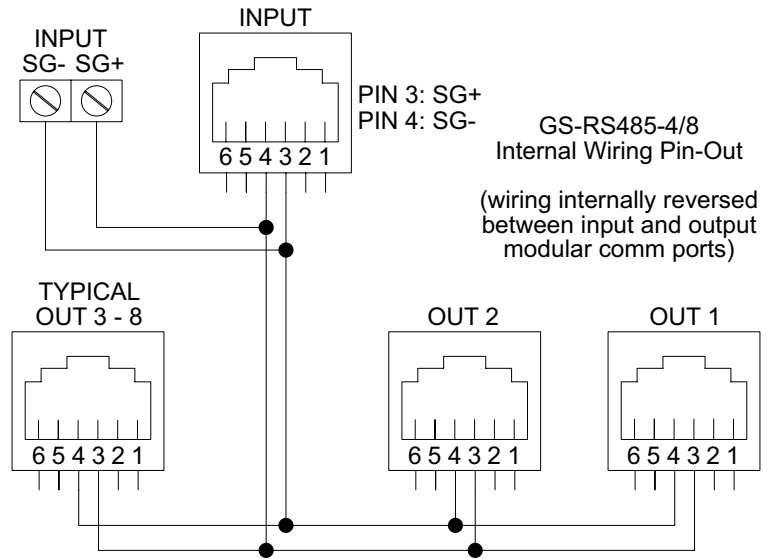 INPUT
INPUT
SG- SG+
PIN 3: SG+
PIN 4: SG-
6 5 4 3 2 1
GS-RS485-4/8
Internal Wiring Pin-Out
(wiring internally reversed
between input and output
modular comm ports)
TYPICAL
OUT 3 - 8
OUT 2
OUT 1
6 5 4 3 2 1
6 5 4 3 2 1
6 5 4 3 2 1